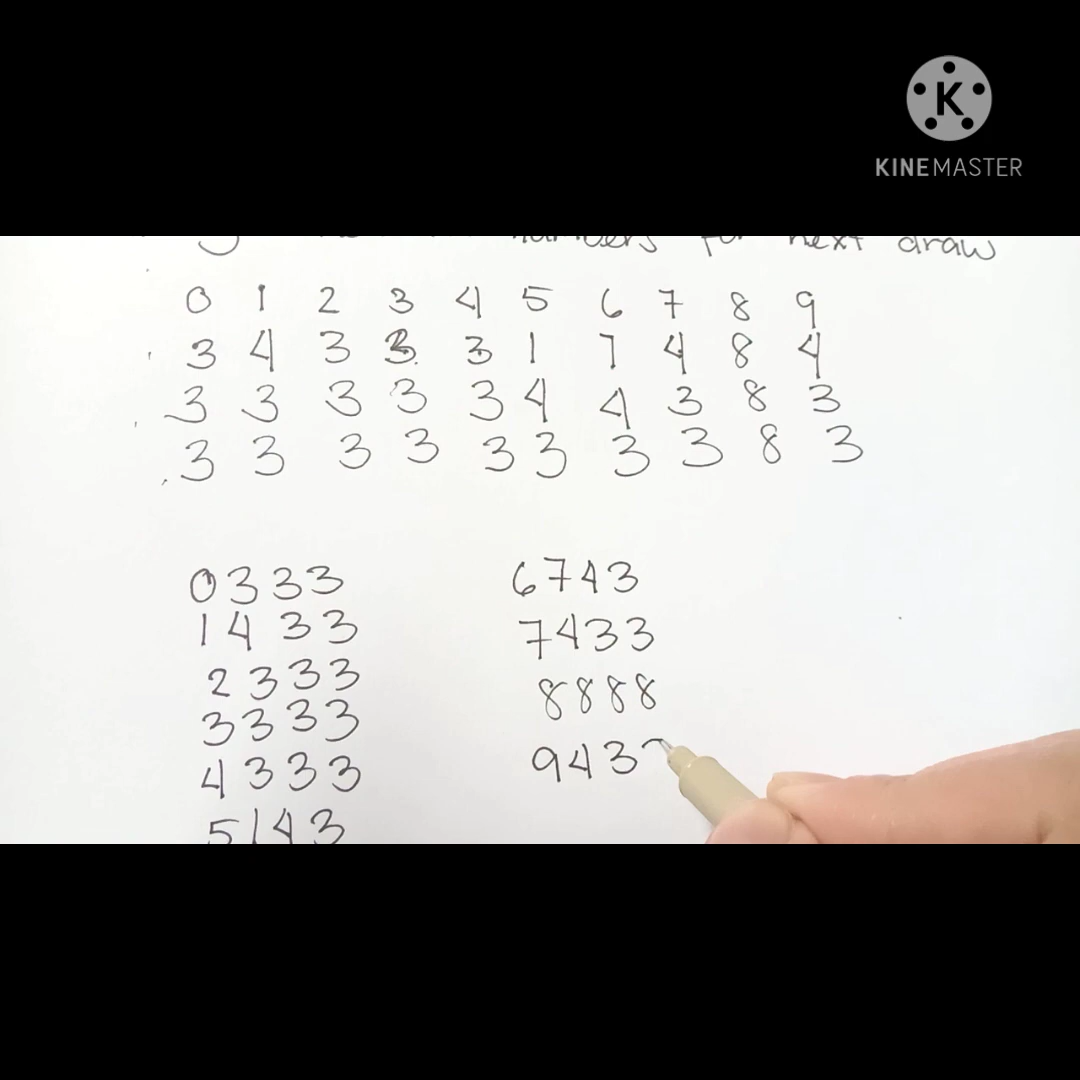 KINEMASTER
numbers for next draw
0 1 2 3 4 5 6 7 8 9
3 4 3 3 3 1 7 4 8 4
3 3 3 3 3 4 4 3 8 3
3 3 3 3 3 3 3 3 8 3
0333
1433
2333
3333
4333
5143
6743
7433
8888
943